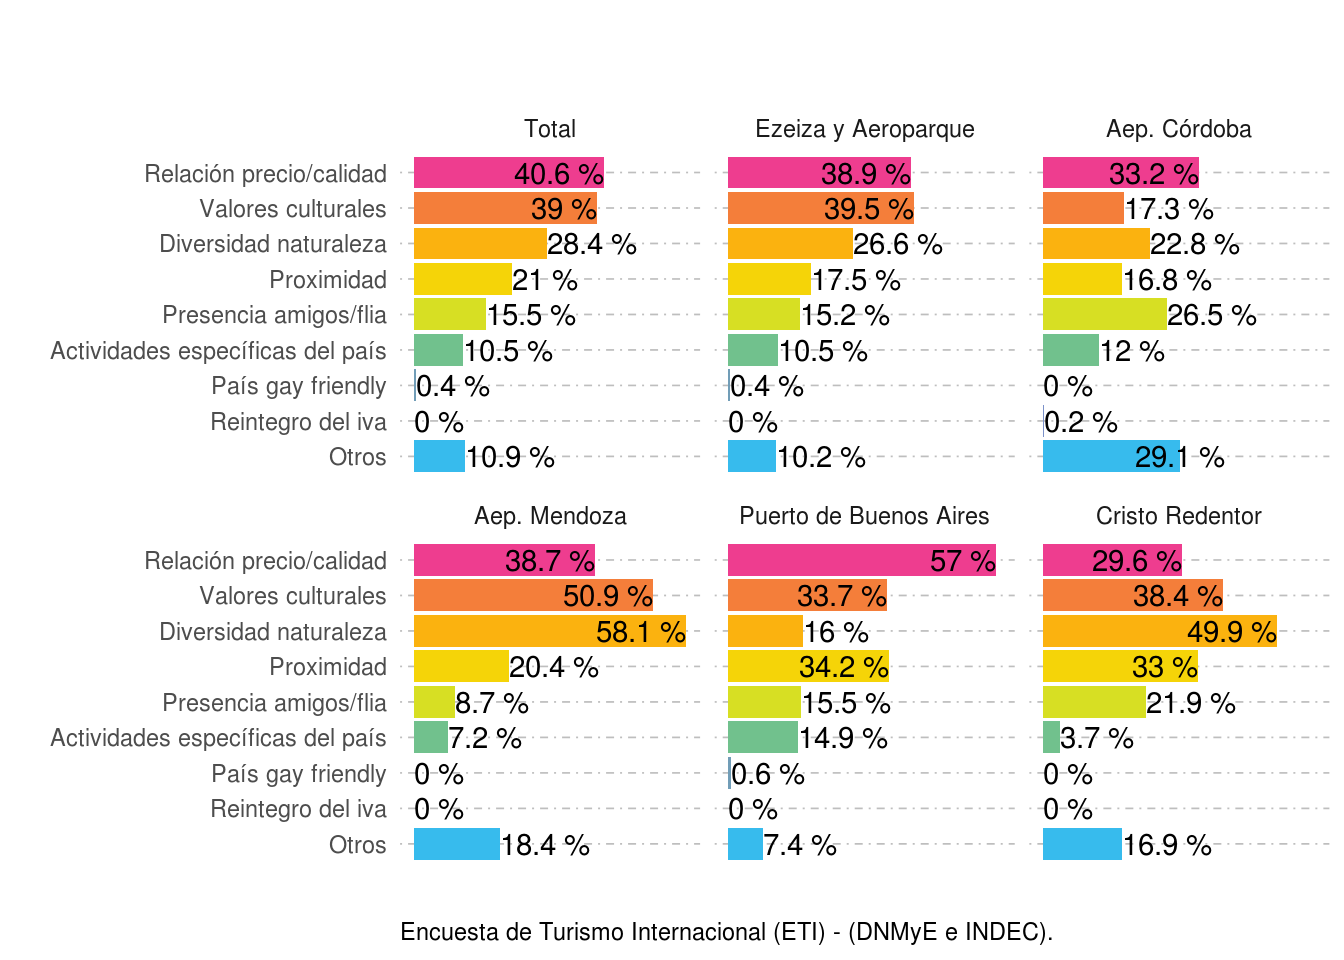 Total Ezeiza y Aeroparque Aep. Córdoba
Relación precio/calidad 40.6 % 38.9 % 33.2 %
Valores culturales 39 % 39.5 % 17.3 %
Diversidad naturaleza 28.4 % 26.6 % 22.8 %
Proximidad 21 % 17.5 % 16.8 %
Presencia amigos/flia 15.5 % 15.2 % 26.5 %
Actividades específicas del país 10.5 % 10.5 % 12 %
País gay friendly 0.4 % 0.4 % 0 %
Reintegro del iva 0 % 0 % 0.2 %
Otros 10.9 % 10.2 % 29.1 %
Aep. Mendoza Puerto de Buenos Aires Cristo Redentor
Relación precio/calidad 38.7 % 57 % 29.6 %
Valores culturales 50.9 % 33.7 % 38.4 %
Diversidad naturaleza 58.1 % 16 % 49.9 %
Proximidad 20.4 % 34.2 % 33 %
Presencia amigos/flia 8.7 % 15.5 % 21.9 %
Actividades específicas del país 7.2 % 14.9 % 3.7 %
País gay friendly 0 % 0.6 % 0 %
Reintegro del iva 0 % 0 % 0 %
Otros 18.4 % 7.4 % 16.9 %
Encuesta de Turismo Internacional (ETI) - (DNMyE e INDEC).